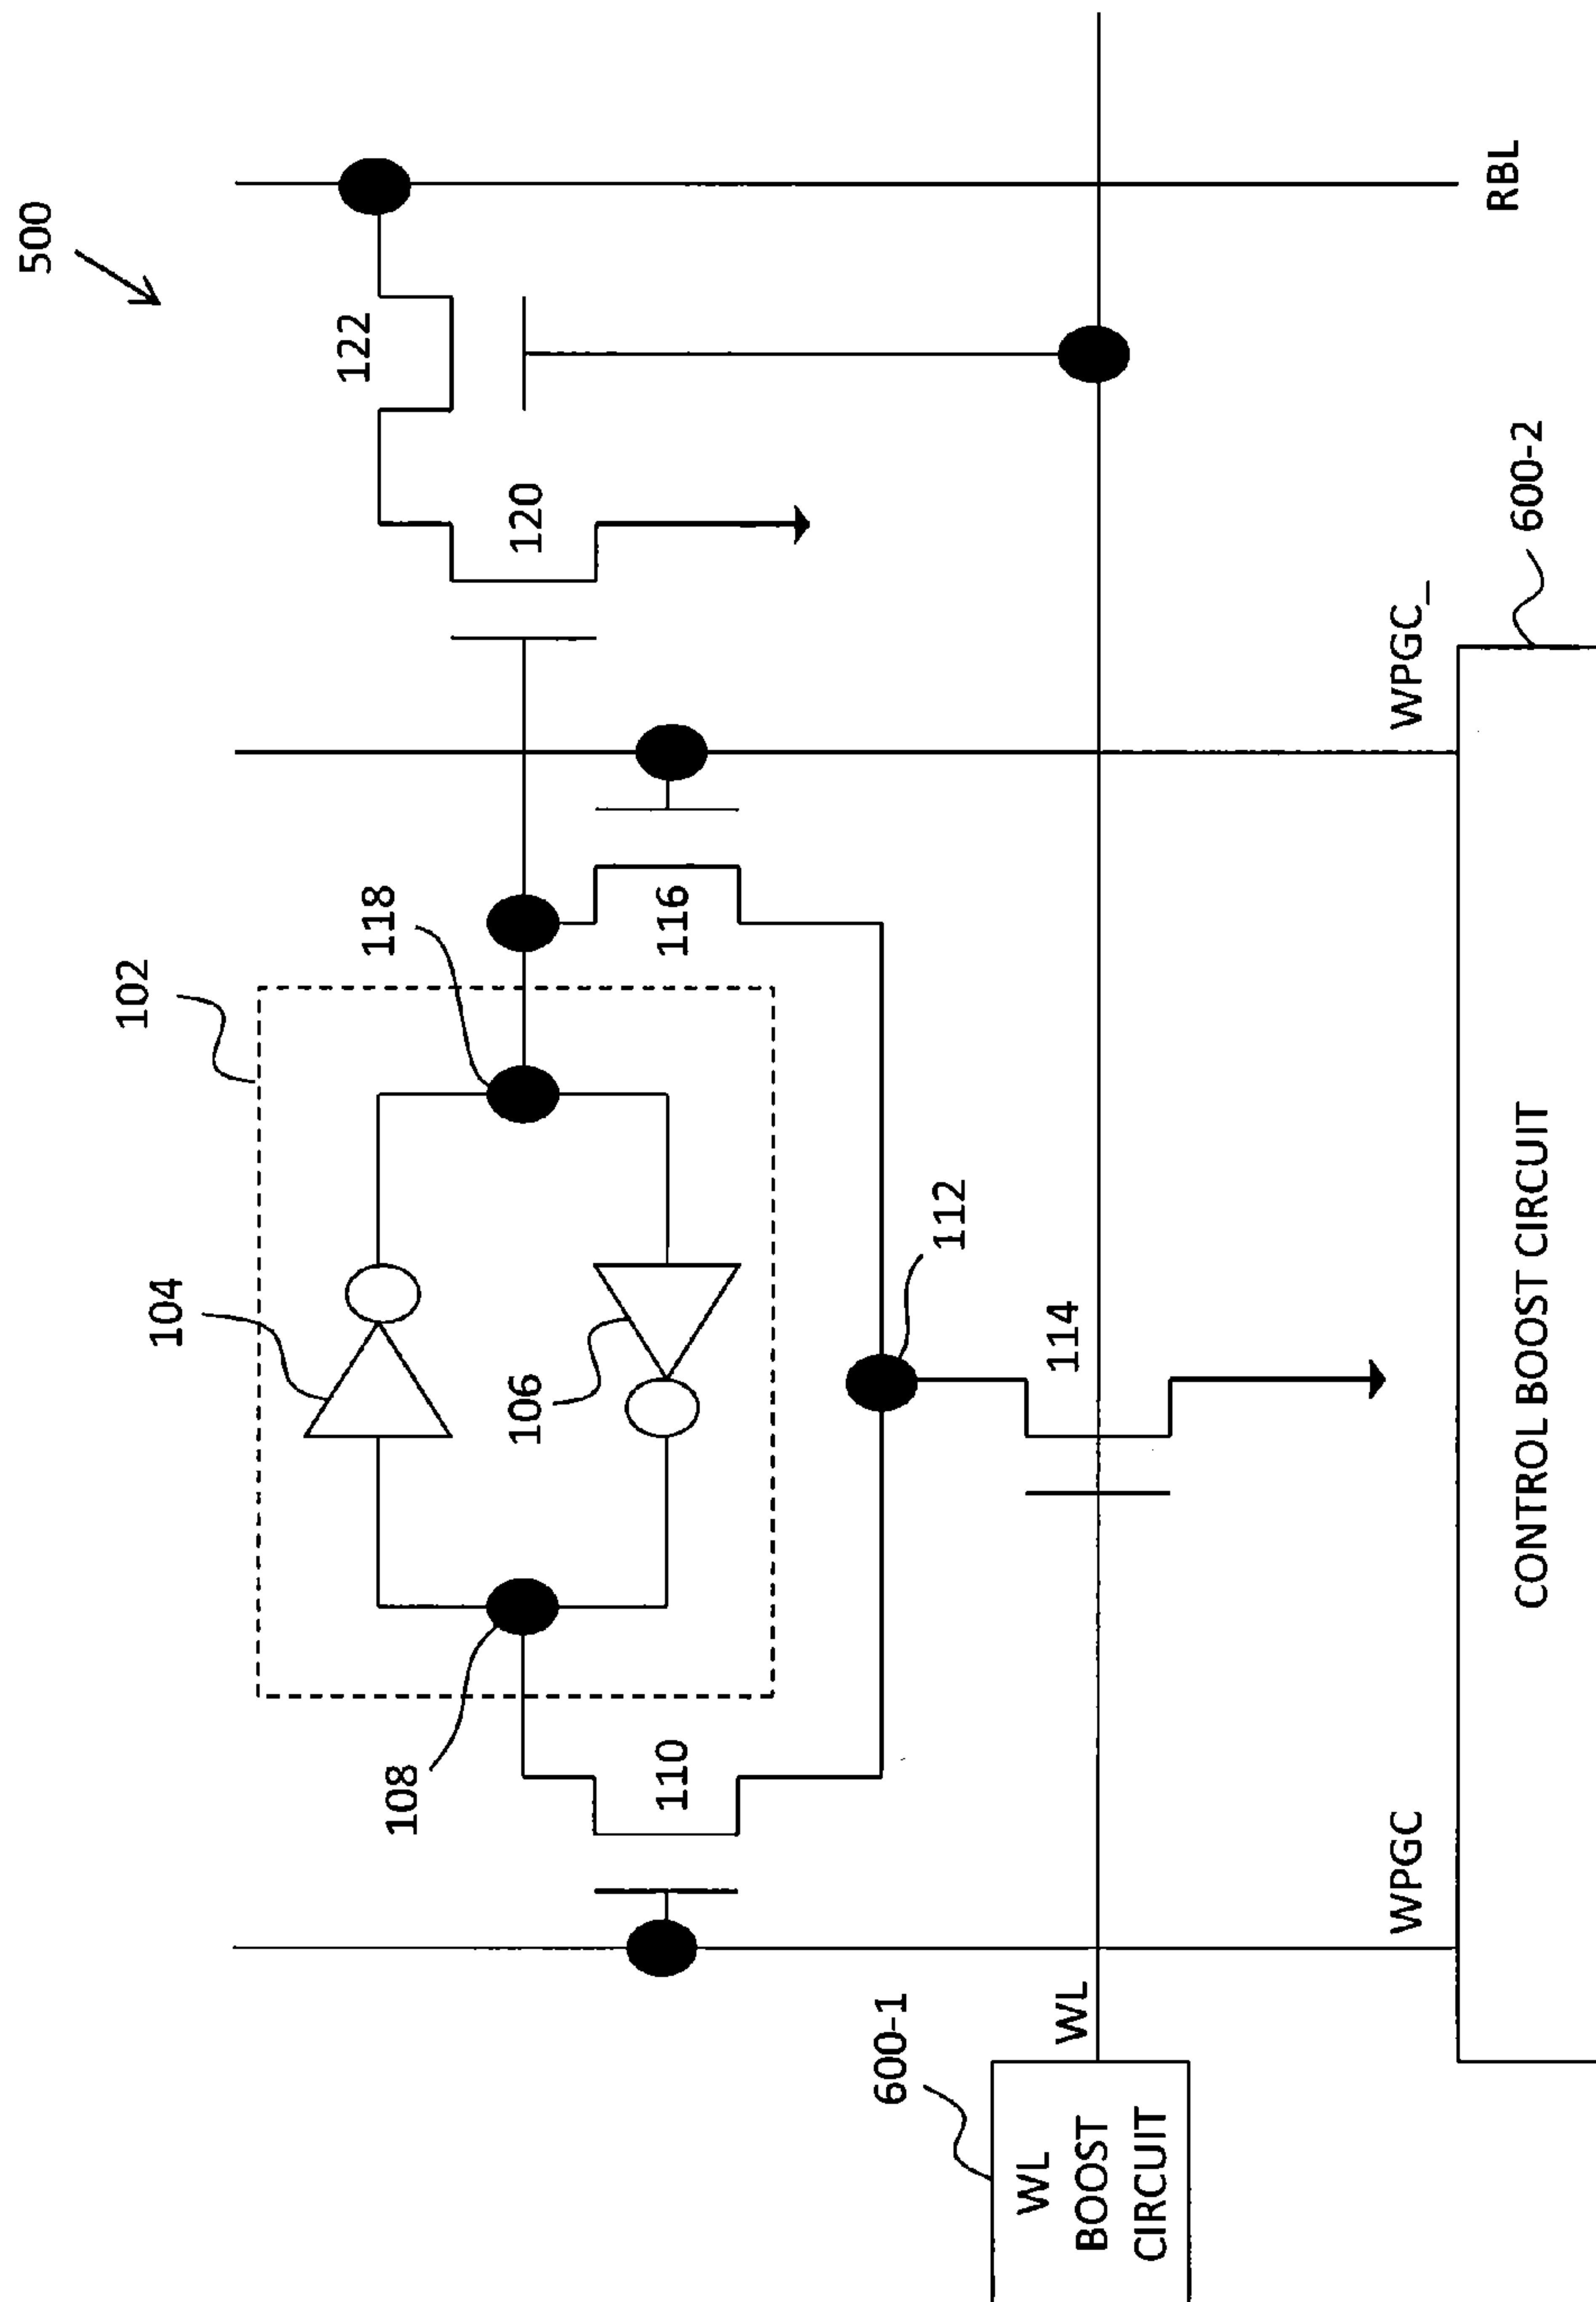 500
102
104
118
122
120
108
106
110
116
112
114
600-1
WL
BOOST
CIRCUIT
WL
WPGC
WPGC_
600-2
RBL
CONTROL BOOST CIRCUIT